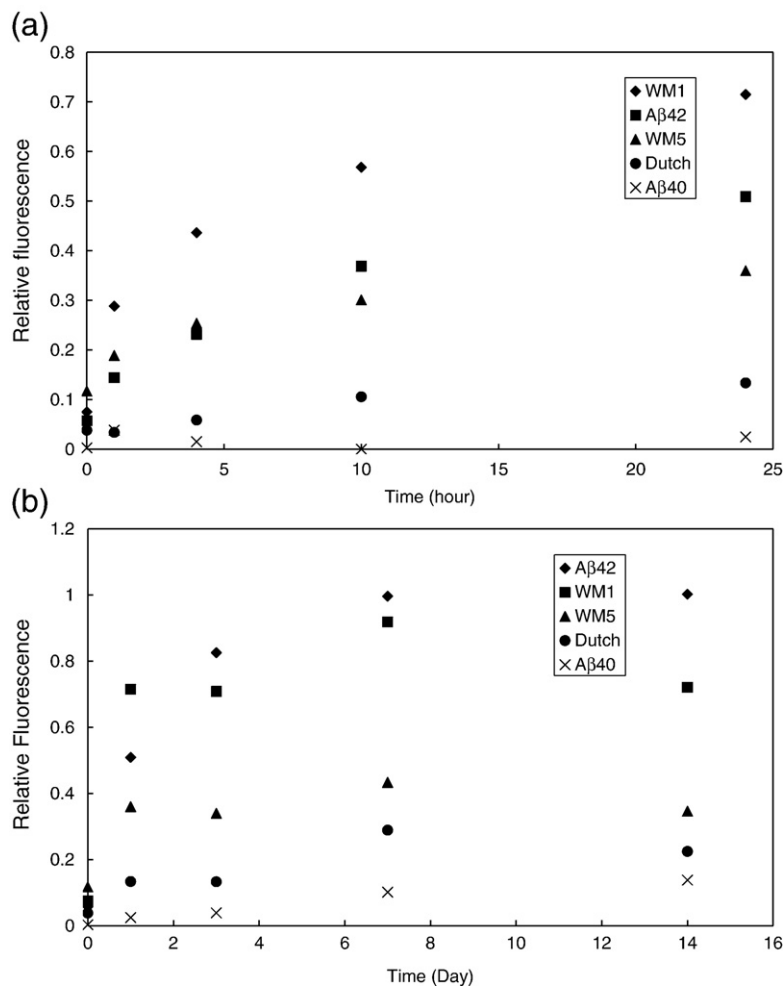 (a)
0.8
0.7
0.6
0.5
0.4
0.3
0.2
0.1
0
Relative fluorescence
WM1
Aβ42
WM5
Dutch
Aβ40
0 5 10 15 20 25
Time (hour)
(b)
1.2
1
0.8
0.6
0.4
0.2
0
Relative Fluorescence
Aβ42
WM1
WM5
Dutch
Aβ40
0 2 4 6 8 10 12 14 16
Time (Day)